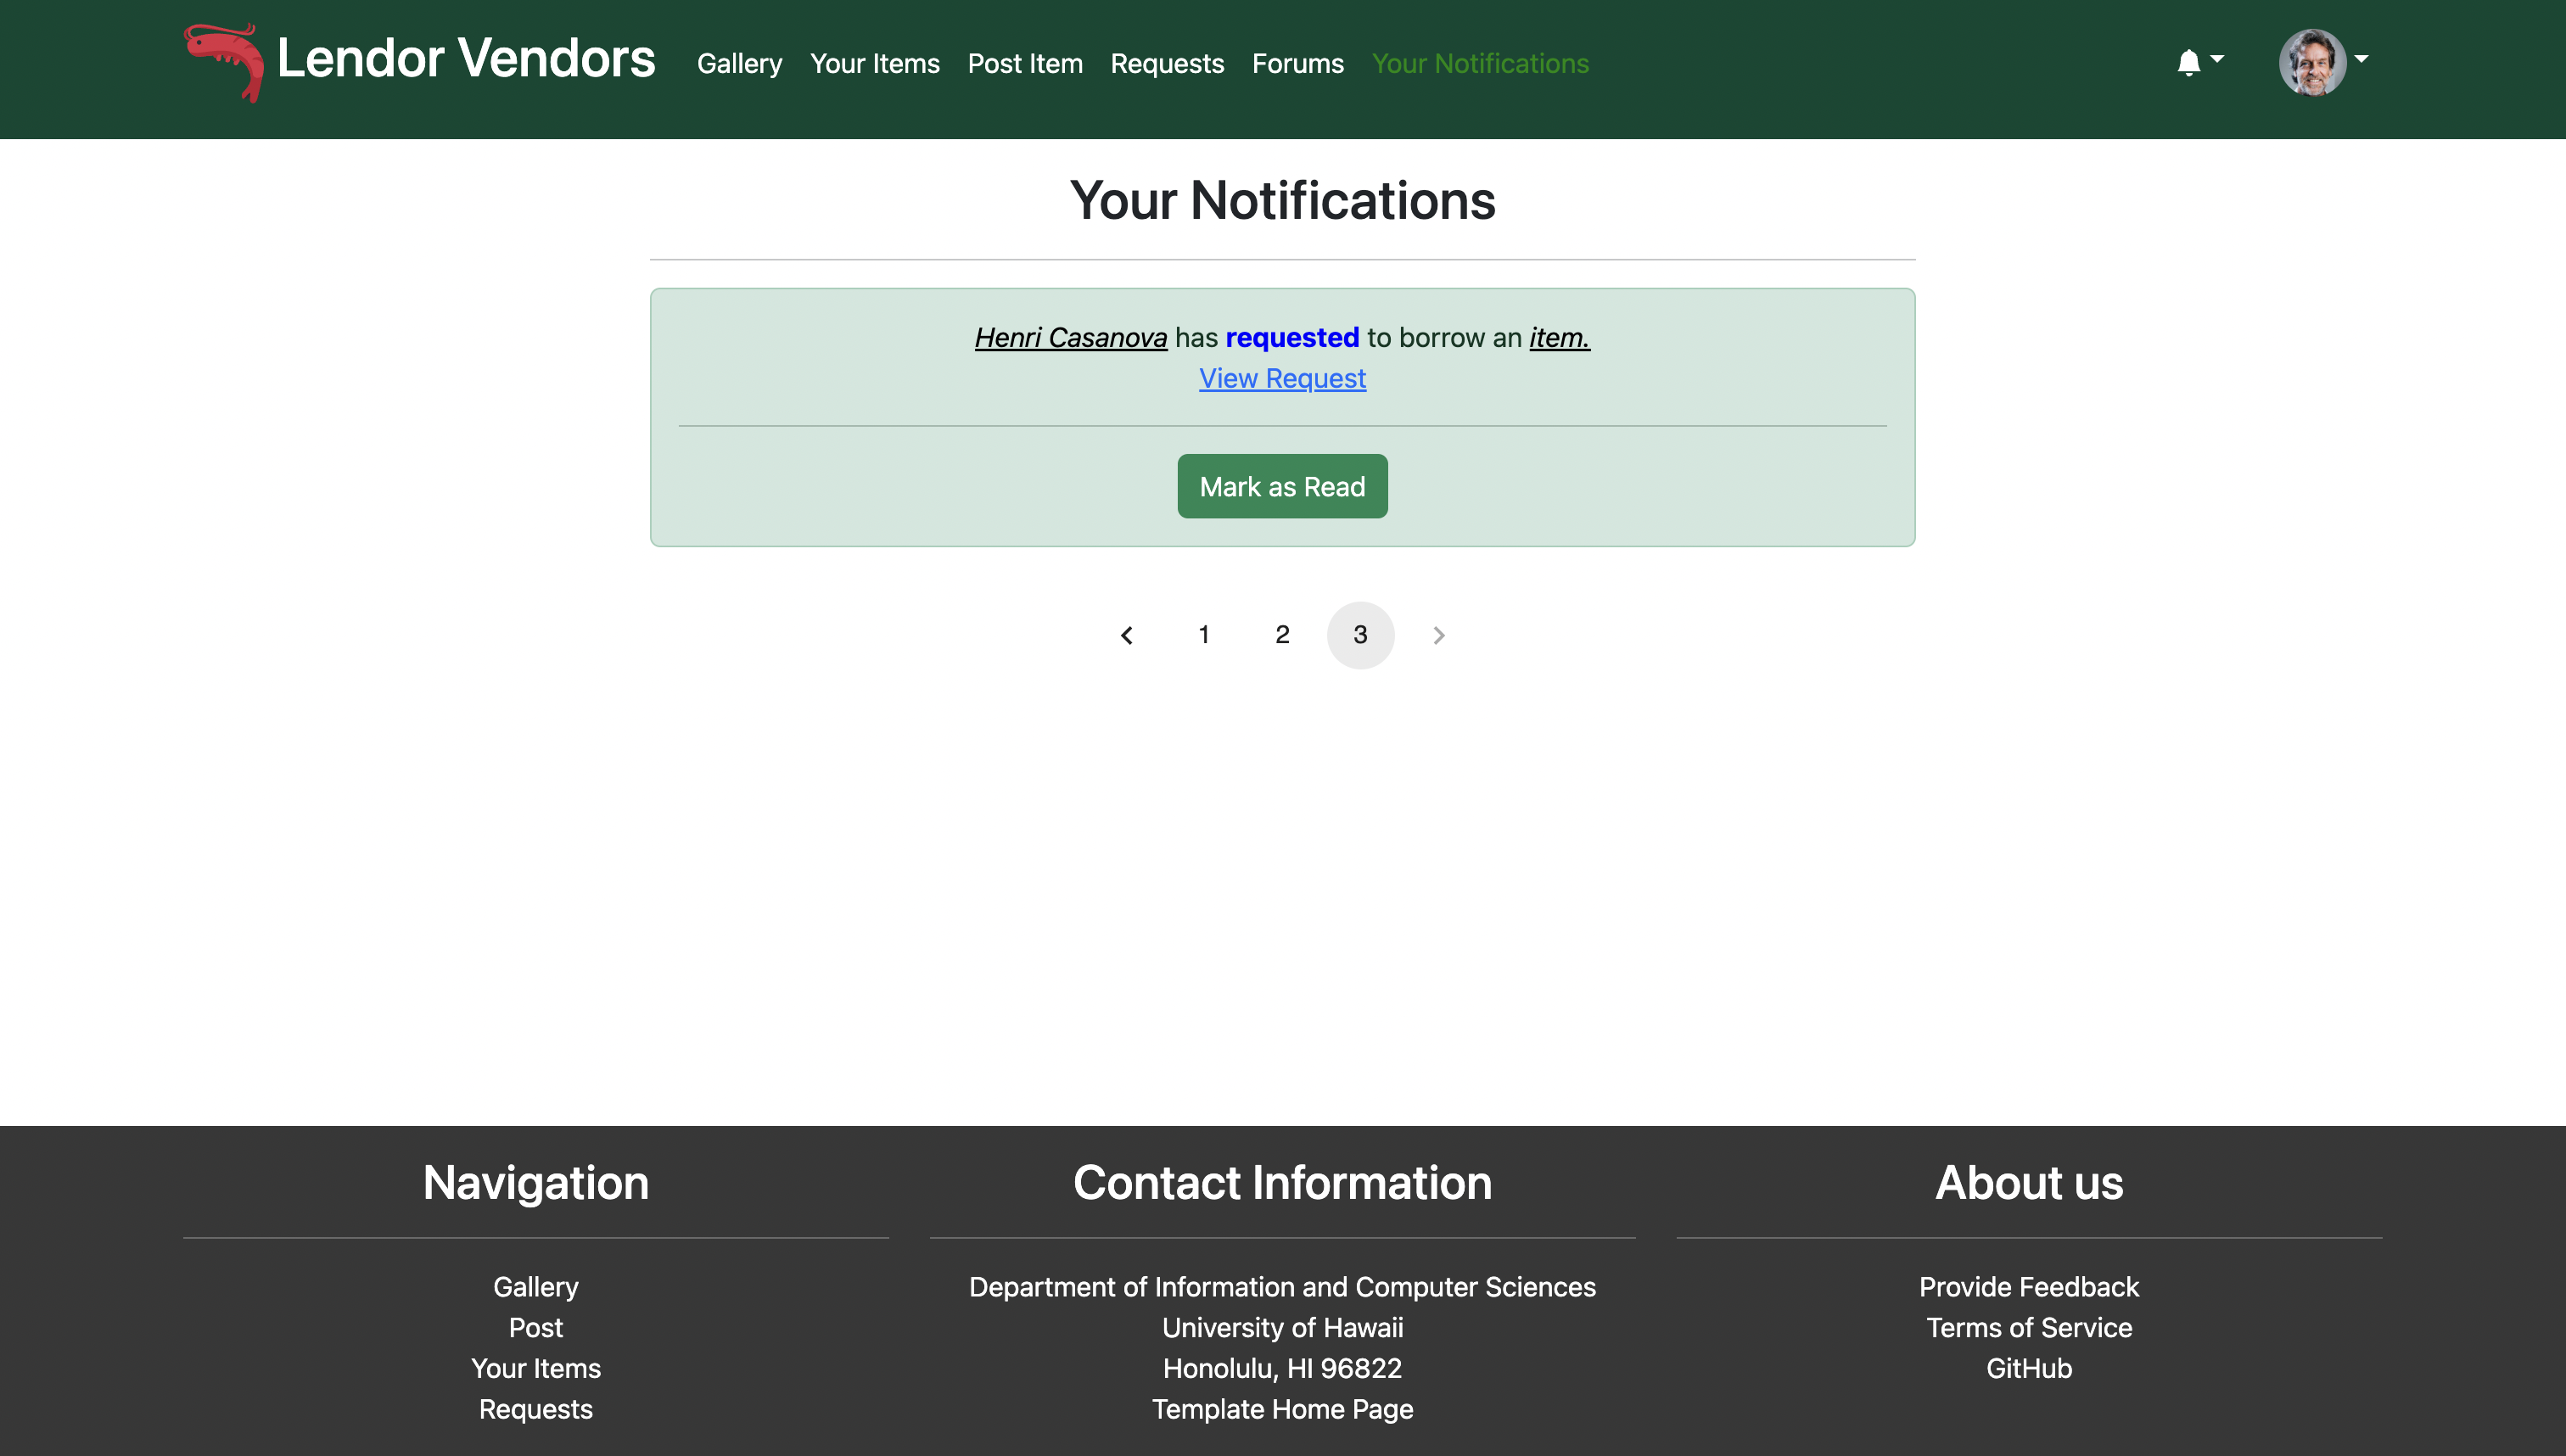 Lendor Vendors Gallery Your Items Post Item Requests Forums Your Notifications
Your Notifications
Henri Casanova has requested to borrow an item.
View Request
Mark as Read
1 2 3
Navigation
Gallery
Post
Your Items
Requests
Contact Information
Department of Information and Computer Sciences
University of Hawaii
Honolulu, HI 96822
Template Home Page
About us
Provide Feedback
Terms of Service
GitHub